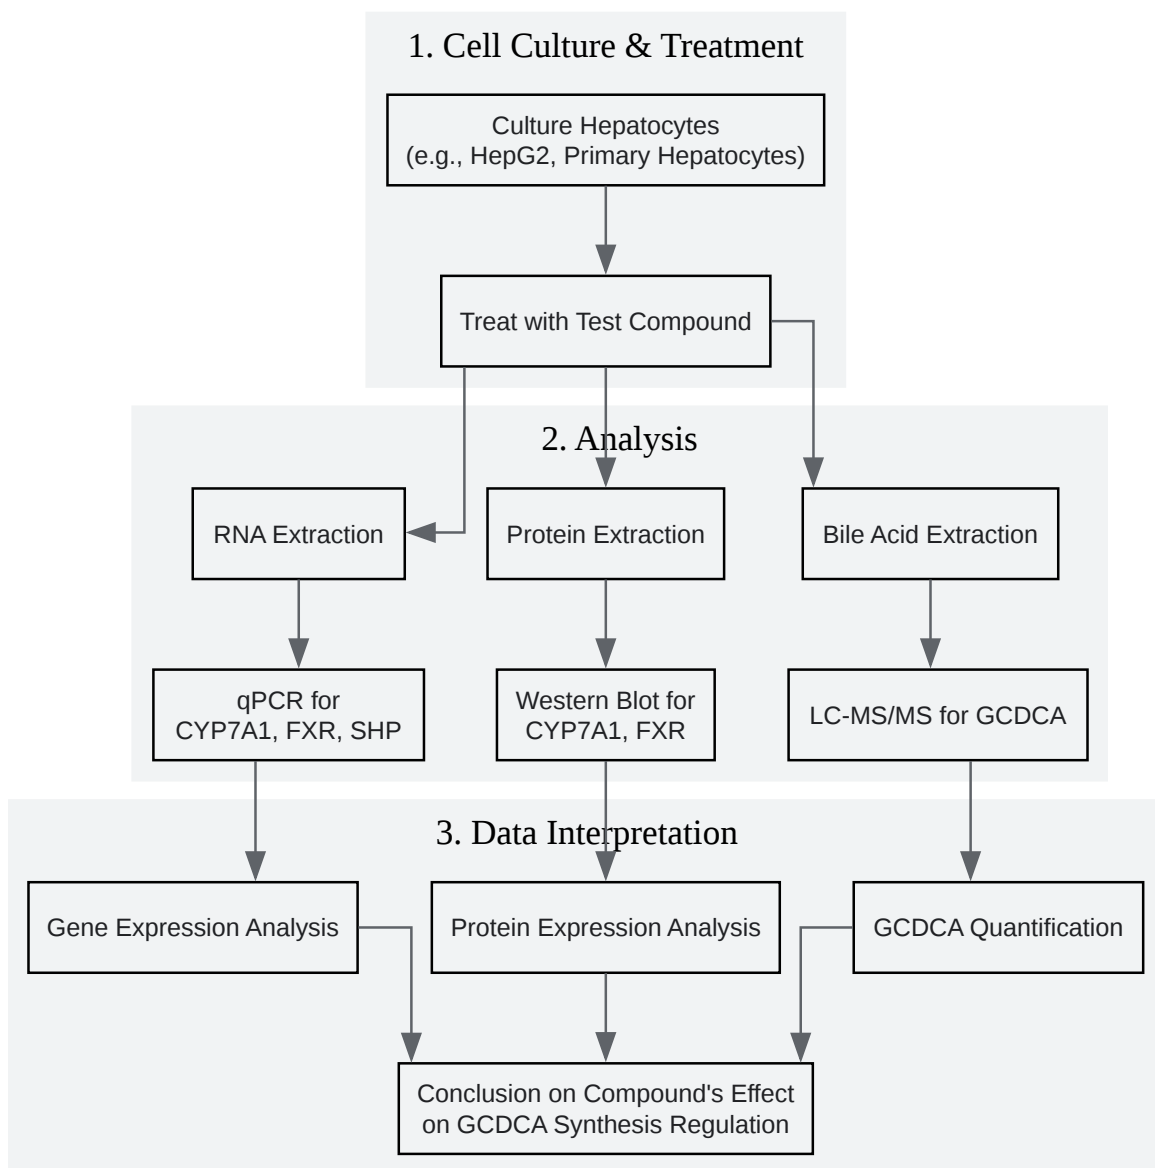 1. Cell Culture & Treatment
Culture Hepatocytes
(e.g., HepG2, Primary Hepatocytes)
Treat with Test Compound
2. Analysis
RNA Extraction
Protein Extraction
Bile Acid Extraction
qPCR for
CYP7A1, FXR, SHP
Western Blot for
CYP7A1, FXR
LC-MS/MS for GCDCA
3. Data Interpretation
Gene Expression Analysis
Protein Expression Analysis
GCDCA Quantification
Conclusion on Compound's Effect
on GCDCA Synthesis Regulation